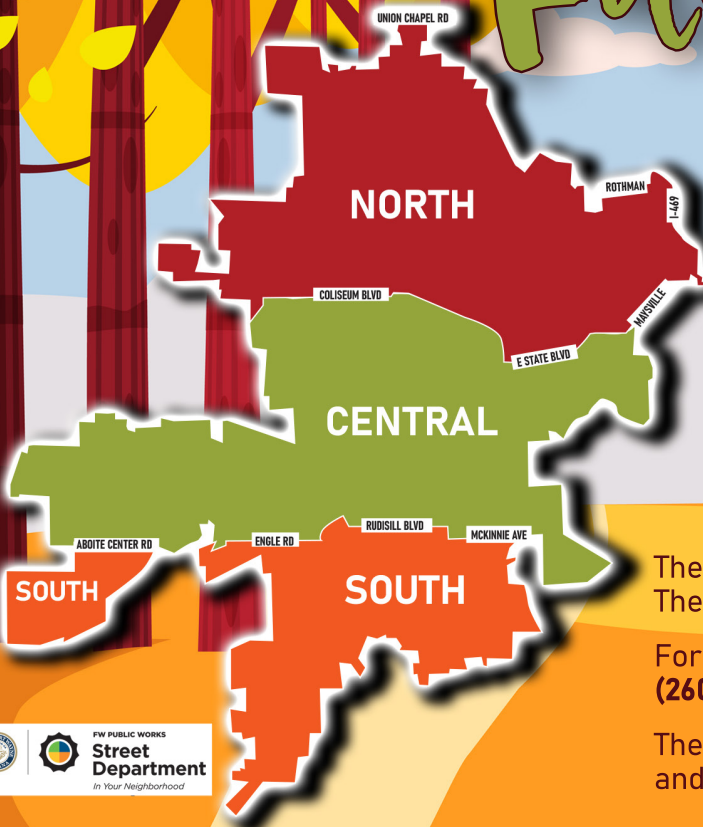 UNION CHAPEL RD
ROTHMAN
I-469
NORTH
COLISEUM BLVD
MAYSVILLE
E STATE BLVD
CENTRAL
RUDISILL BLVD
MCKINNIE AVE
ENGLE RD
ABOITE CENTER RD
SOUTH
SOUTH
The
The
For
(260
The
and
FW PUBLIC WORKS
Street
Department
In Your Neighborhood